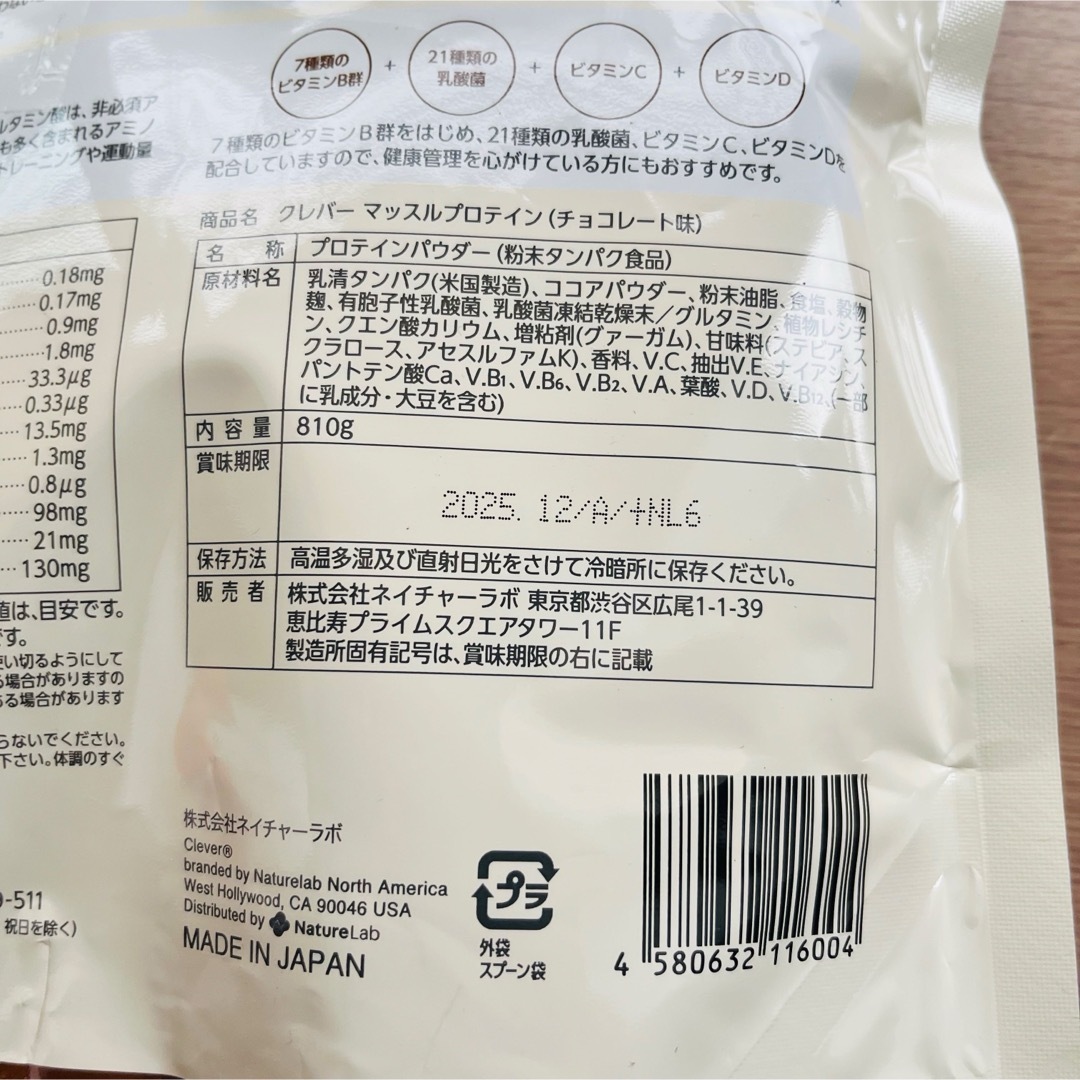 7種類の
ビタミンB群
+
21種類の
乳酸菌
+
ビタミンC
+
ビタミンD
7種類のビタミンB群をはじめ、21種類の乳酸菌、ビタミンC、ビタミンDを
配合していますので、健康管理を心がけている方にもおすすめです。
ルタミン酸は、非必須ア
も多く含まれるアミノ
トレーニングや運動量
商品名 クレバー マッスルプロテイン(チョコレート味)
名称 プロテインパウダー(粉末タンパク食品)
原材料名 乳清タンパク(米国製造)、ココアパウダー、粉末油脂、食塩、穀物
麹、有胞子性乳酸菌、乳酸菌凍結乾燥末/グルタミン、植物レシチ
ン、クエン酸カリウム、増粘剤(グァーガム)、甘味料(ステビア、ス
クラロース、アセスルファムK)、香料、V.C、抽出V.E、ナイアシン、
パントテン酸Ca、V.B1、V.B6、V.B2、V.A、葉酸、V.D、V.B12、(一部
に乳成分・大豆を含む)
内容量 810g
賞味期限
2025. 12/A/+NL6
保存方法 高温多湿及び直射日光をさけて冷暗所に保存ください。
販売者 株式会社ネイチャーラボ 東京都渋谷区広尾1-1-39
恵比寿プライムスクエアタワー11F
製造所固有記号は、賞味期限の右に記載
0.18mg
0.17mg
0.9mg
1.8mg
33.3μg
0.33μg
13.5mg
1.3mg
0.8μg
98mg
21mg
130mg
値は、目安です。
です。
使い切るようにして
る場合がありますの
ある場合があります
らないでください。
下さい。体調のすぐ
-511
祝日を除く)
株式会社ネイチャーラボ
Clever®
branded by Naturelab North America
West Hollywood, CA 90046 USA
Distributed by NatureLab
MADE IN JAPAN
プラ
外袋
スプーン袋
4 580632 116004